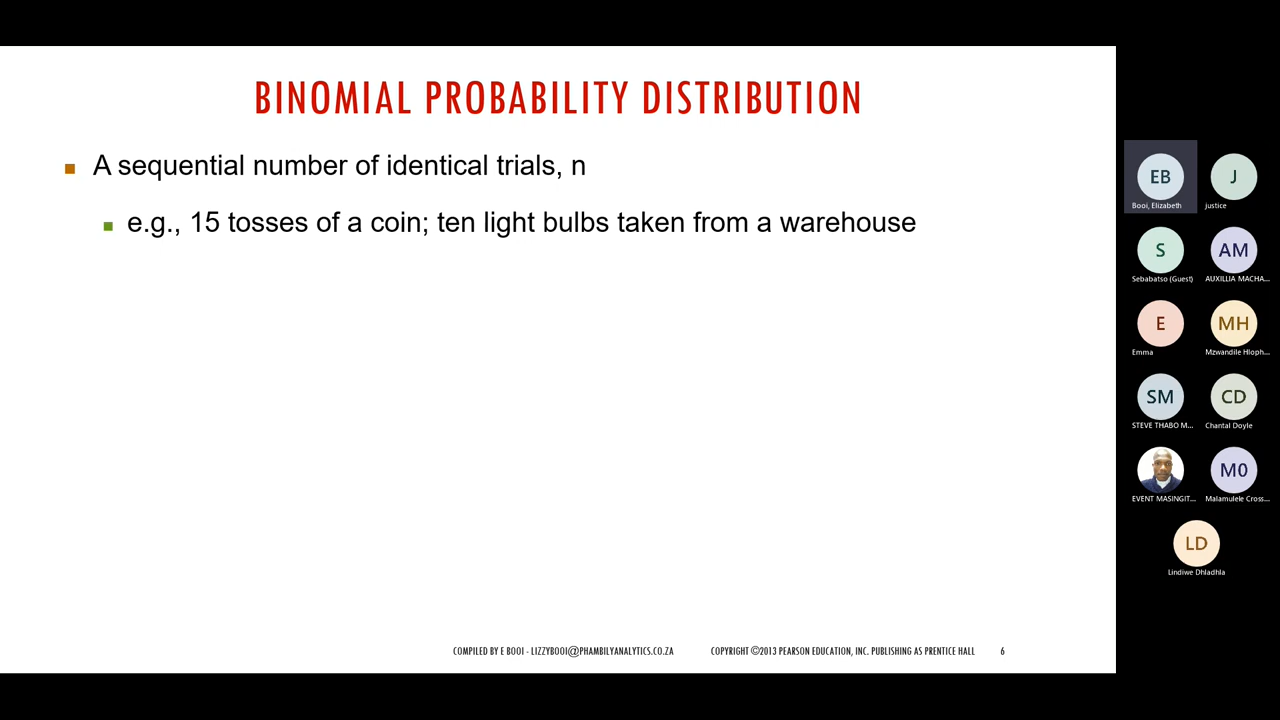 BINOMIAL PROBABILITY DISTRIBUTION
A sequential number of identical trials, n
e.g., 15 tosses of a coin; ten light bulbs taken from a warehouse
COMPILED BY E BOOI - LIZZYBOOI@PHAMBILYANALYTICS.CO.ZA COPYRIGHT ©2013 PEARSON EDUCATION, INC. PUBLISHING AS PRENTICE HALL 6
EB J
Booi, Elizabeth justice
S AM
Sebabatso (Guest) AUXILLIA MACHA...
E MH
Emma Mzwandile Hloph...
SM CD
STEVE THABO M... Chantal Doyle
M0
EVENT MASINGIT... Malamulele Cross...
LD
Lindiwe Dhladhla